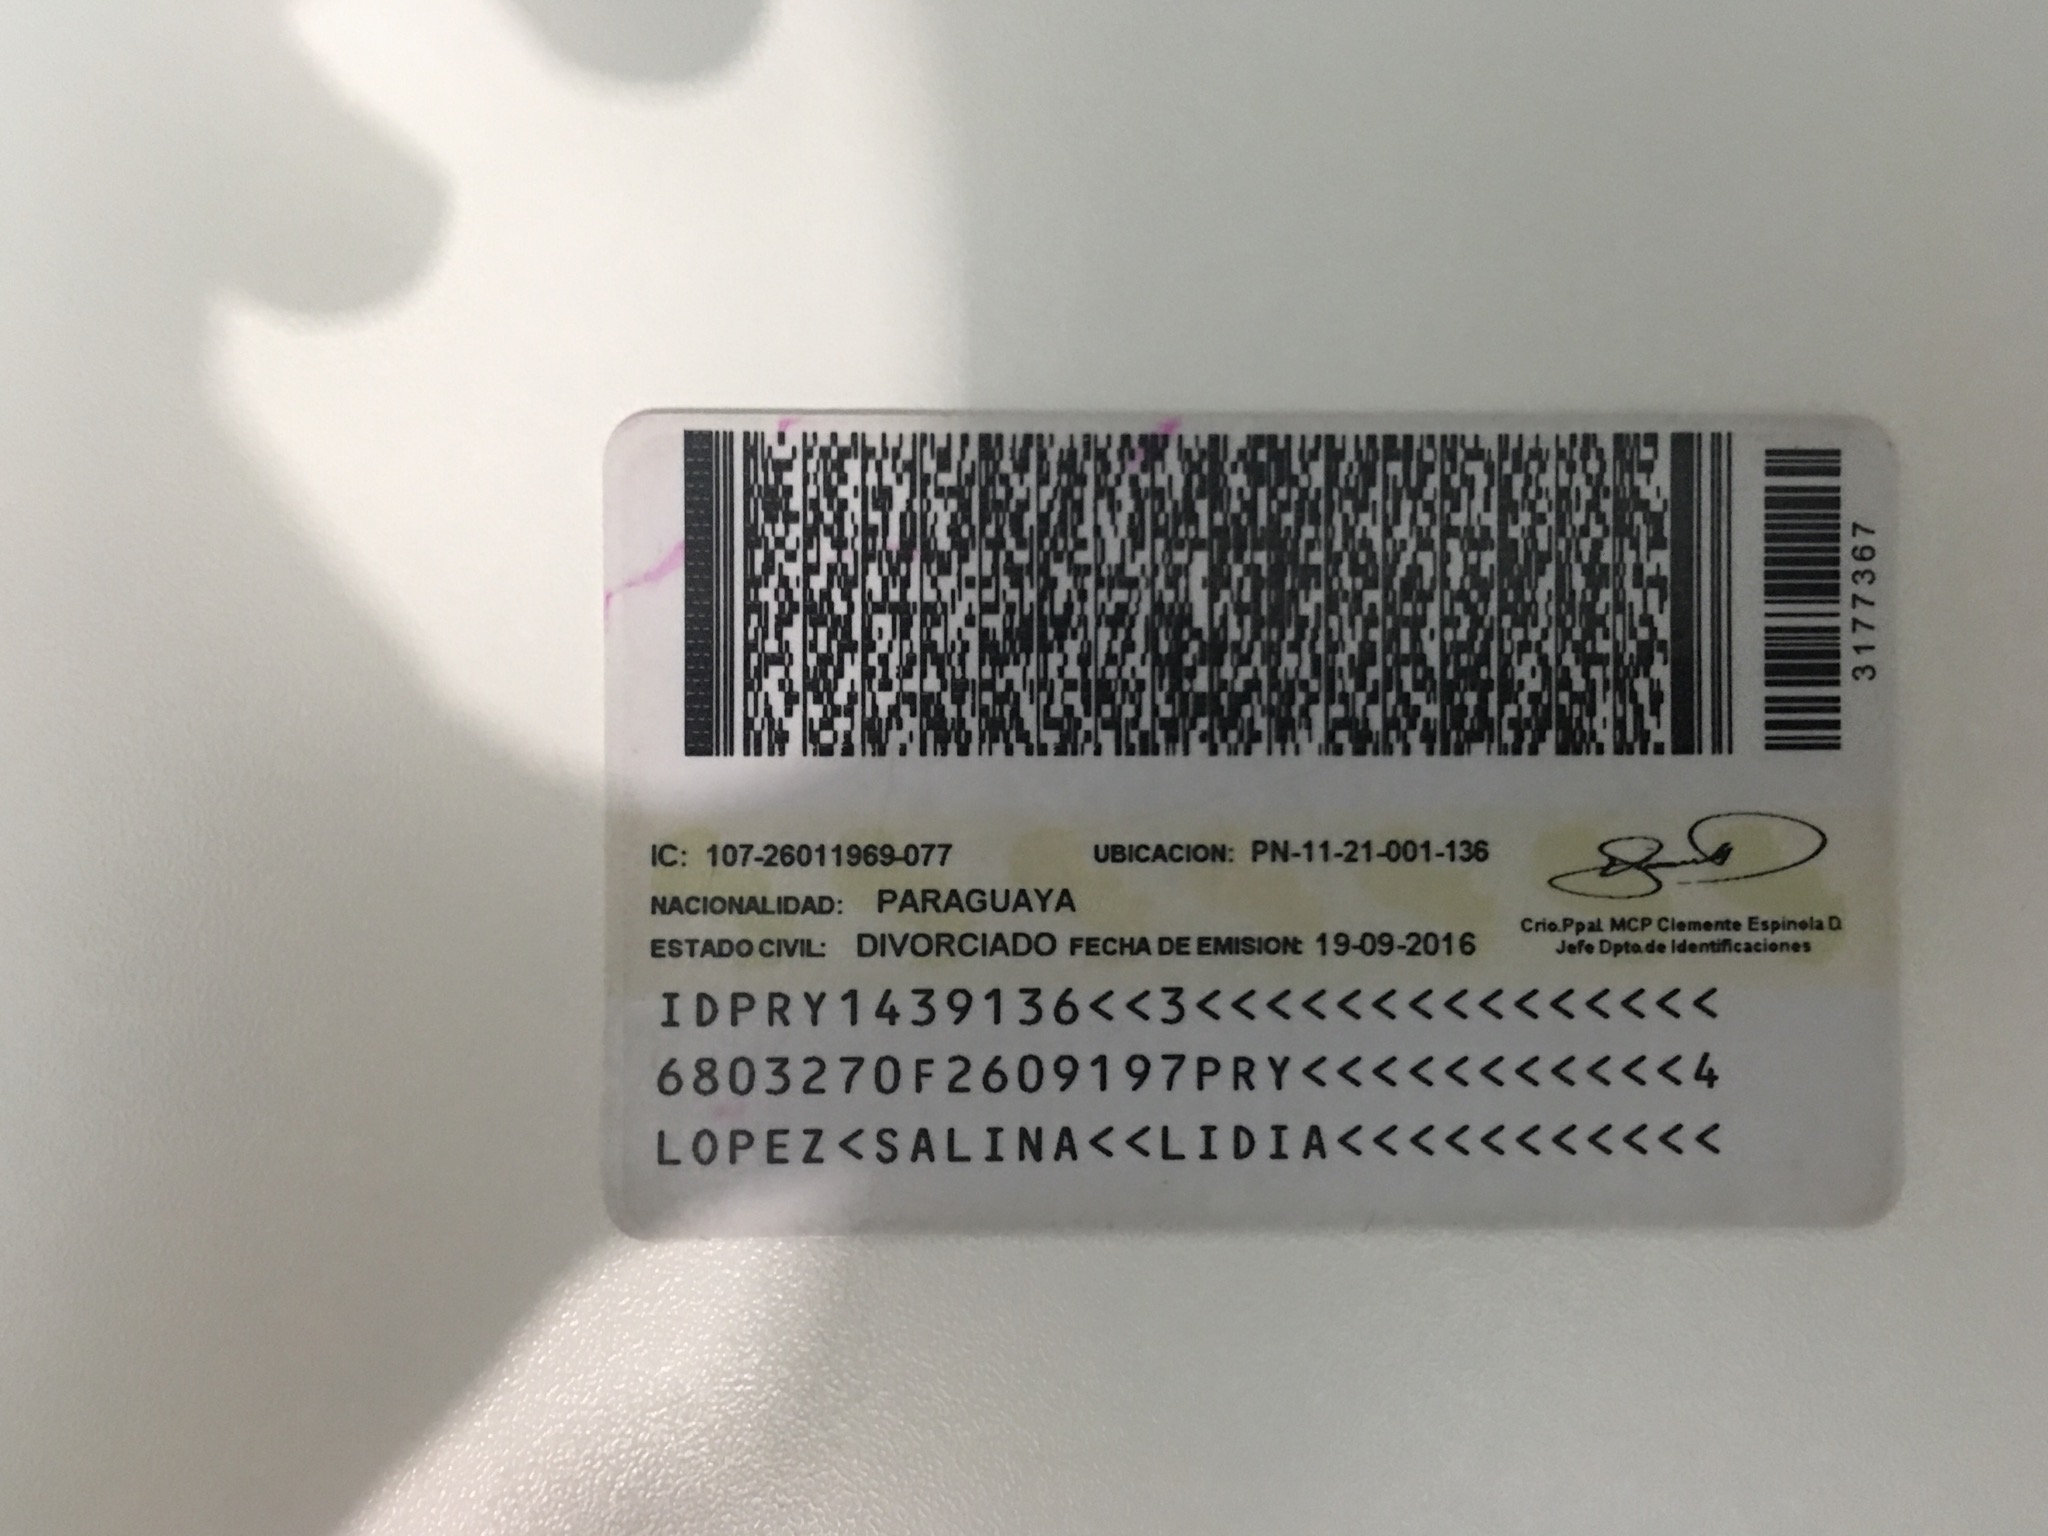 3177367
IC: 107-26011969-077 UBICACION: PN-11-21-001-136
NACIONALIDAD: PARAGUAYA
ESTADO CIVIL: DIVORCIADO FECHA DE EMISION: 19-09-2016
Crio.Ppal. MCP Clemente Espinola D.
Jefe Dpto.de Identificaciones
IDPRY1439136<<3<<<<<<<<<<<<<<<
6803270F2609197PRY<<<<<<<<<<<4
LOPEZ<SALINA<<LIDIA<<<<<<<<<<<